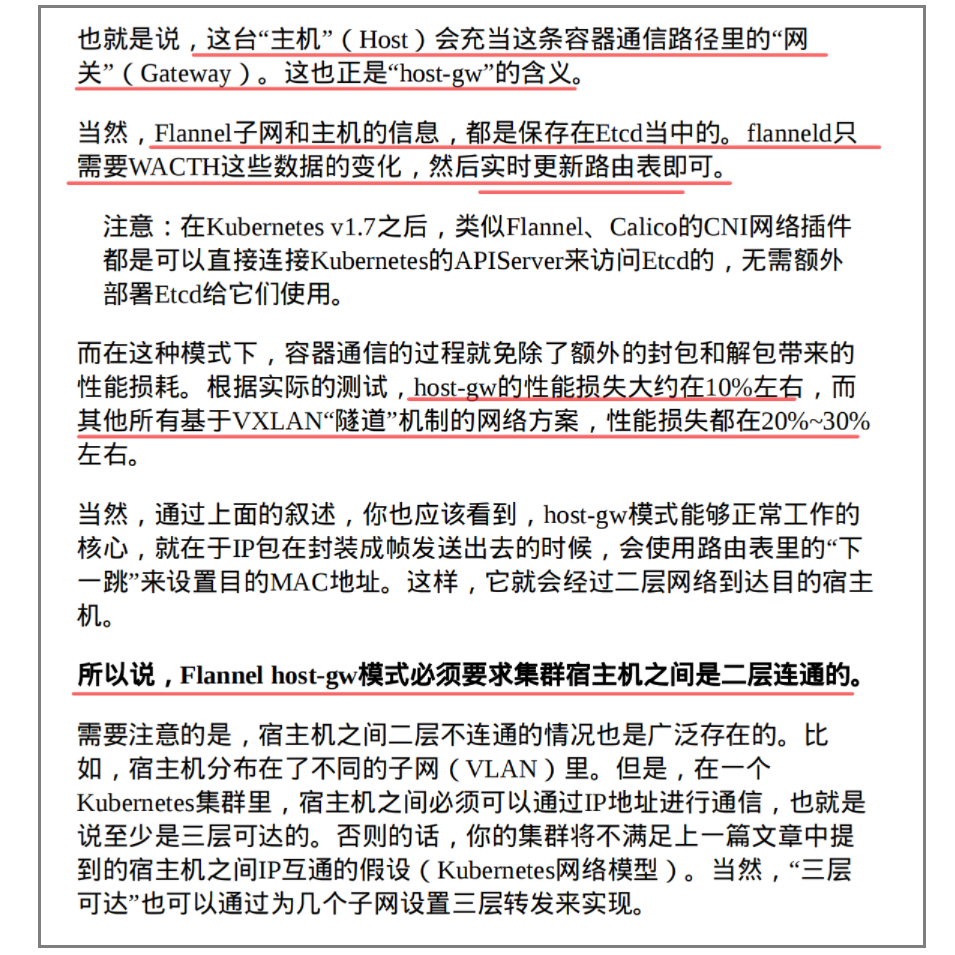 也就是说，这台“主机”（Host）会充当这条容器通信路径里的“网
关”（Gateway）。这也正是“host-gw”的含义。
当然，Flannel子网和主机的信息，都是保存在Etcd当中的。flanneld只
需要WACTH这些数据的变化，然后实时更新路由表即可。
注意：在Kubernetes v1.7之后，类似Flannel、Calico的CNI网络插件
都是可以直接连接Kubernetes的APIServer来访问Etcd的，无需额外
部署Etcd给它们使用。
而在这种模式下，容器通信的过程就免除了额外的封包和解包带来的
性能损耗。根据实际的测试，host-gw的性能损失大约在10%左右，而
其他所有基于VXLAN“隧道”机制的网络方案，性能损失都在20%~30%
左右。
当然，通过上面的叙述，你也应该看到，host-gw模式能够正常工作的
核心，就在于IP包在封装成帧发送出去的时候，会使用路由表里的“下
一跳”来设置目的MAC地址。这样，它就会经过二层网络到达目的宿主
机。
所以说，Flannel host-gw模式必须要求集群宿主机之间是二层连通的。
需要注意的是，宿主机之间二层不连通的情况也是广泛存在的。比
如，宿主机分布在了不同的子网（VLAN）里。但是，在一个
Kubernetes集群里，宿主机之间必须可以通过IP地址进行通信，也就是
说至少是三层可达的。否则的话，你的集群将不满足上一篇文章中提
到的宿主机之间IP互通的假设（Kubernetes网络模型）。当然，“三层
可达”也可以通过为几个子网设置三层转发来实现。